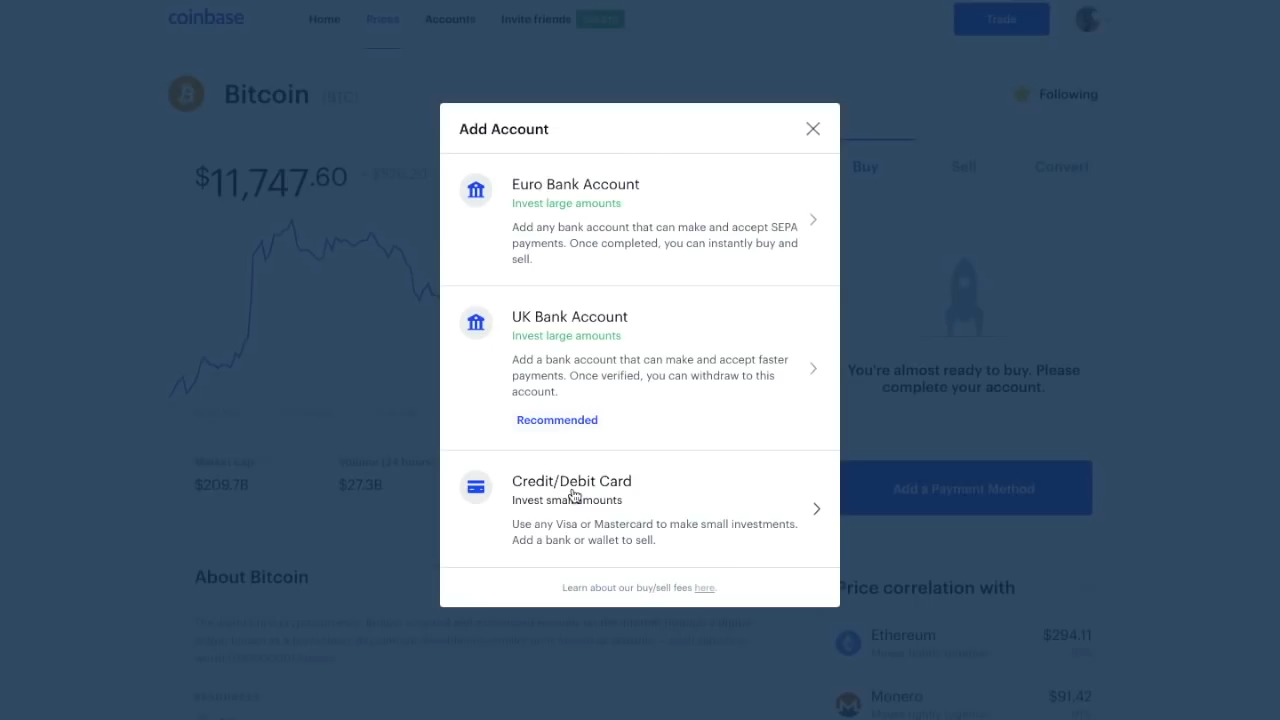 coinbase
Home
Prices
Accounts
Invite friends
Trade
Bitcoin (BTC)
Following
$11,747.60
Buy
Sell
Convert
Add Account
Euro Bank Account
Invest large amounts
Add any bank account that can make and accept SEPA
payments. Once completed, you can instantly buy and
sell.
UK Bank Account
Invest large amounts
Add a bank account that can make and accept faster
payments. Once verified, you can withdraw to this
account.
Recommended
Credit/Debit Card
Invest small amounts
Use any Visa or Mastercard to make small investments.
Add a bank or wallet to sell.
Learn about our buy/sell fees here.
You're almost ready to buy. Please
complete your account.
Add a Payment Method
Market cap
$209.7B
$27.3B
About Bitcoin
Price correlation with
Ethereum
$294.11
Monero
$91.42